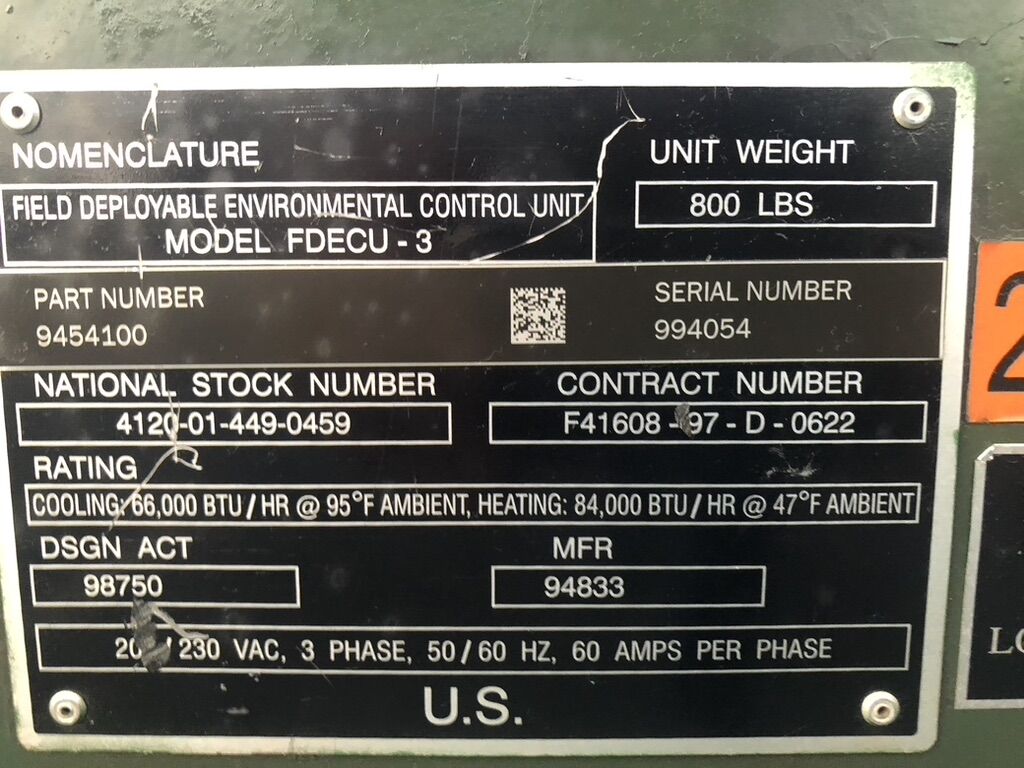 NOMENCLATURE
UNIT WEIGHT
FIELD DEPLOYABLE ENVIRONMENTAL CONTROL UNIT
MODEL FDECU - 3
800 LBS
PART NUMBER
9454100
SERIAL NUMBER
994054
NATIONAL STOCK NUMBER
4120-01-449-0459
CONTRACT NUMBER
F41608 - 97 - D - 0622
RATING
COOLING: 66,000 BTU / HR @ 95°F AMBIENT, HEATING: 84,000 BTU / HR @ 47°F AMBIENT
DSGN ACT
98750
MFR
94833
/ 230 VAC, 3 PHASE, 50 / 60 HZ, 60 AMPS PER PHASE
U.S.
2